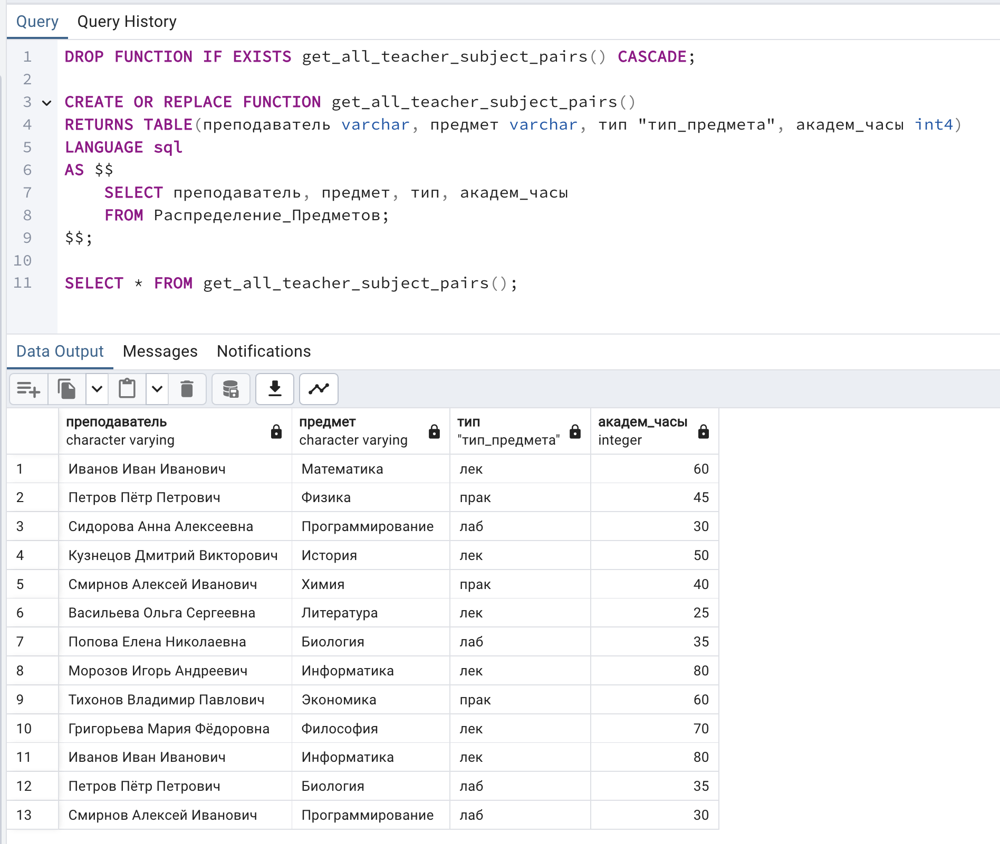 Query Query History
1 DROP FUNCTION IF EXISTS get_all_teacher_subject_pairs() CASCADE;
2
3 CREATE OR REPLACE FUNCTION get_all_teacher_subject_pairs()
4 RETURNS TABLE(преподаватель varchar, предмет varchar, тип "тип_предмета", академ_часы int4)
5 LANGUAGE sql
6 AS $$
7 SELECT преподаватель, предмет, тип, академ_часы
8 FROM Распределение_Предметов;
9 $$;
10
11 SELECT * FROM get_all_teacher_subject_pairs();
Data Output Messages Notifications
преподаватель предмет тип академ_часы
character varying character varying "тип_предмета" integer
1 Иванов Иван Иванович Математика лек 60
2 Петров Пётр Петрович Физика прак 45
3 Сидорова Анна Алексеевна Программирование лаб 30
4 Кузнецов Дмитрий Викторович История лек 50
5 Смирнов Алексей Иванович Химия прак 40
6 Васильева Ольга Сергеевна Литература лек 25
7 Попова Елена Николаевна Биология лаб 35
8 Морозов Игорь Андреевич Информатика лек 80
9 Тихонов Владимир Павлович Экономика прак 60
10 Григорьева Мария Фёдоровна Философия лек 70
11 Иванов Иван Иванович Информатика лек 80
12 Петров Пётр Петрович Биология лаб 35
13 Смирнов Алексей Иванович Программирование лаб 30